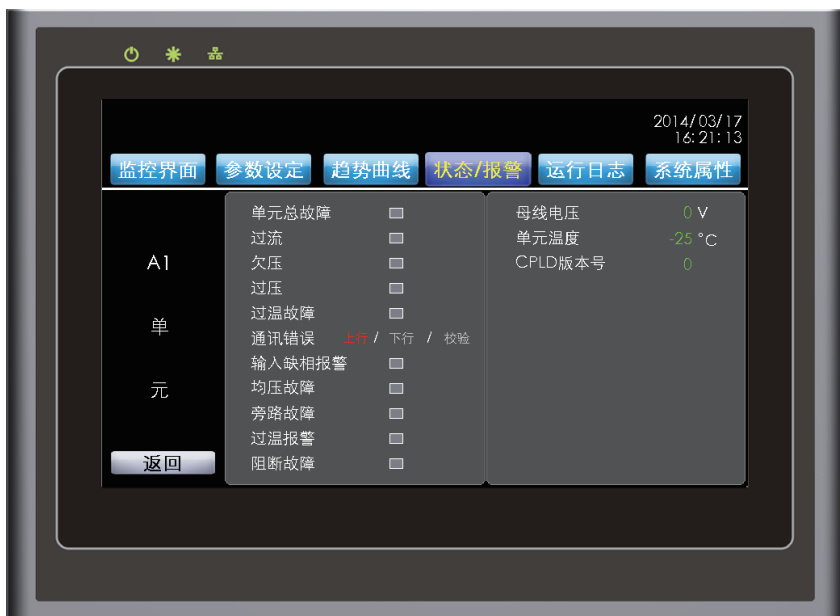 2014/03/17
16:21:13
监控界面 参数设定 趋势曲线 状态/报警 运行日志 系统属性
A1
单
元
返回
单元总故障
过流
欠压
过压
过温故障
通讯错误 上行 / 下行 / 校验
输入缺相报警
均压故障
旁路故障
过温报警
阻断故障
母线电压 0 V
单元温度 -25 °C
CPLD版本号 0